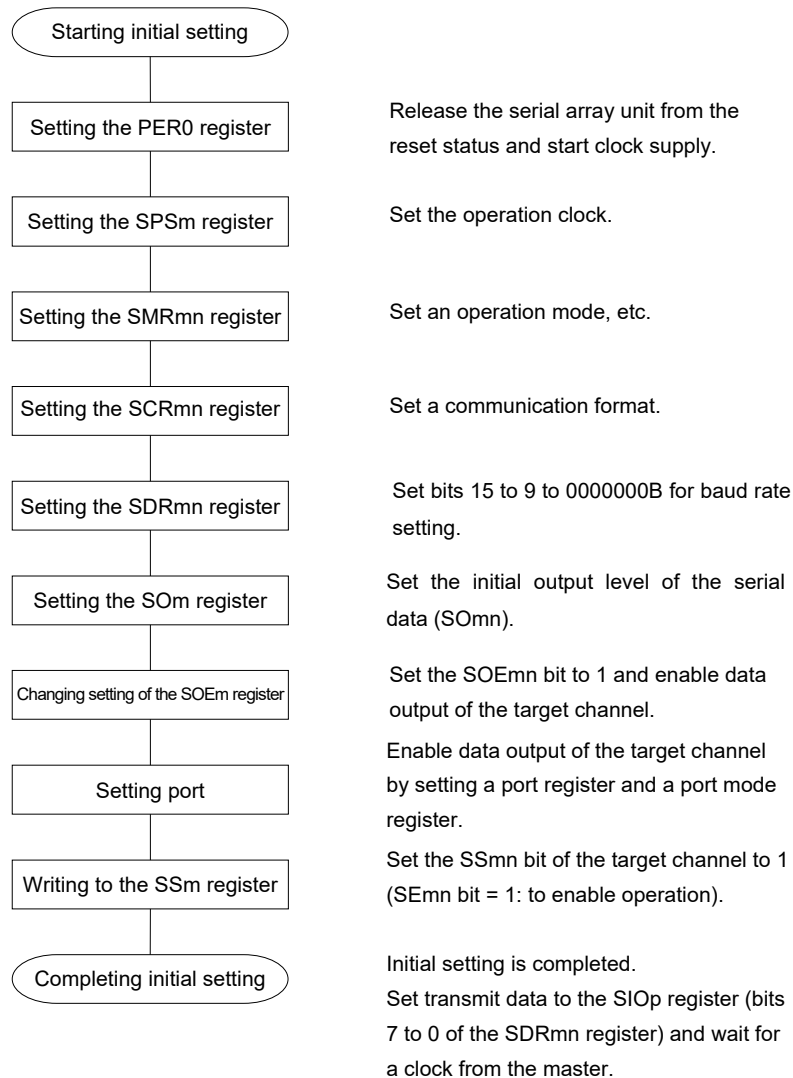 Starting initial setting
Setting the PER0 register
Release the serial array unit from the
reset status and start clock supply.
Setting the SPSm register
Set the operation clock.
Setting the SMRmn register
Set an operation mode, etc.
Setting the SCRmn register
Set a communication format.
Setting the SDRmn register
Set bits 15 to 9 to 0000000B for baud rate
setting.
Setting the SOm register
Set the initial output level of the serial
data (SOmn).
Changing setting of the SOEm register
Set the SOEmn bit to 1 and enable data
output of the target channel.
Setting port
Enable data output of the target channel
by setting a port register and a port mode
register.
Writing to the SSm register
Set the SSmn bit of the target channel to 1
(SEmn bit = 1: to enable operation).
Completing initial setting
Initial setting is completed.
Set transmit data to the SIOp register (bits
7 to 0 of the SDRmn register) and wait for
a clock from the master.